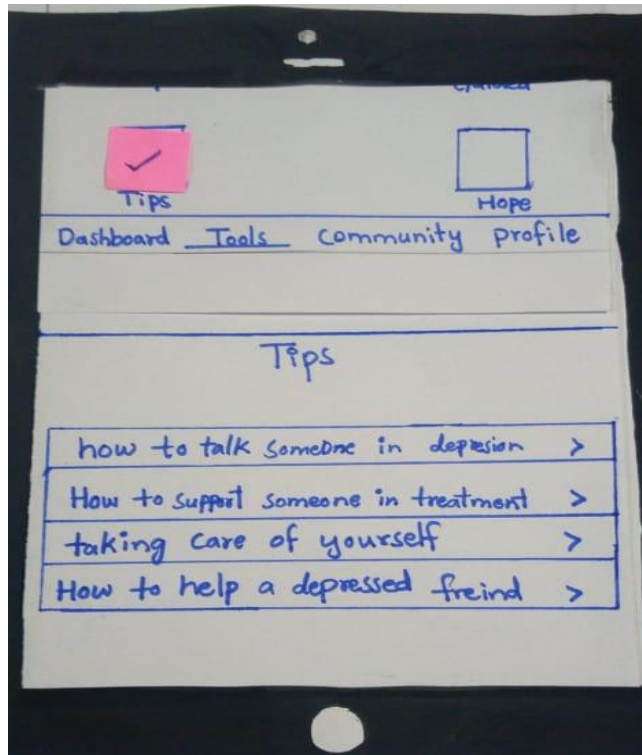 Tips
Hope
Dashboard Tools Community profile
Tips
how to talk someone in depresion >
How to support someone in treatment >
taking care of yourself >
How to help a depressed freind >